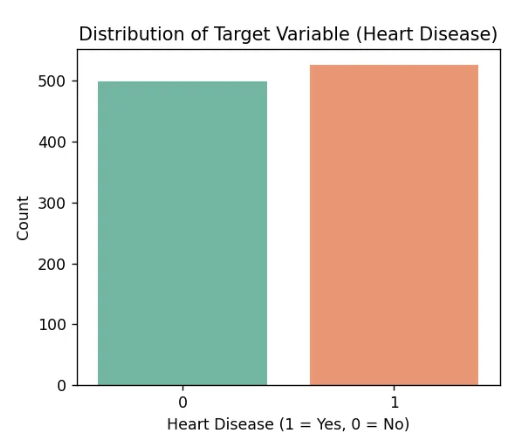 Distribution of Target Variable (Heart Disease)
500
400
300
200
100
0
Count
0 1
Heart Disease (1 = Yes, 0 = No)